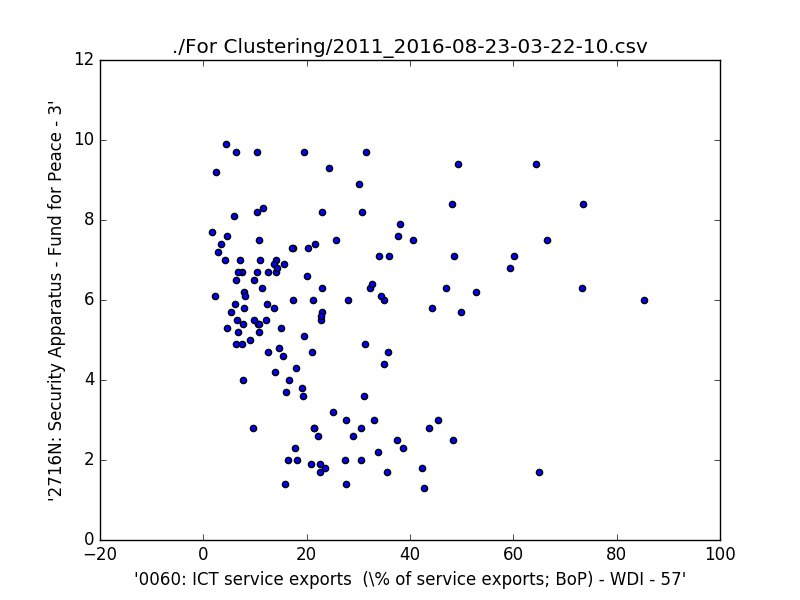 ./For Clustering/2011_2016-08-23-03-22-10.csv
12
10
8
6
4
2
0
'2716N: Security Apparatus - Fund for Peace - 3'
−20 0 20 40 60 80 100
'0060: ICT service exports  (\% of service exports; BoP) - WDI - 57'